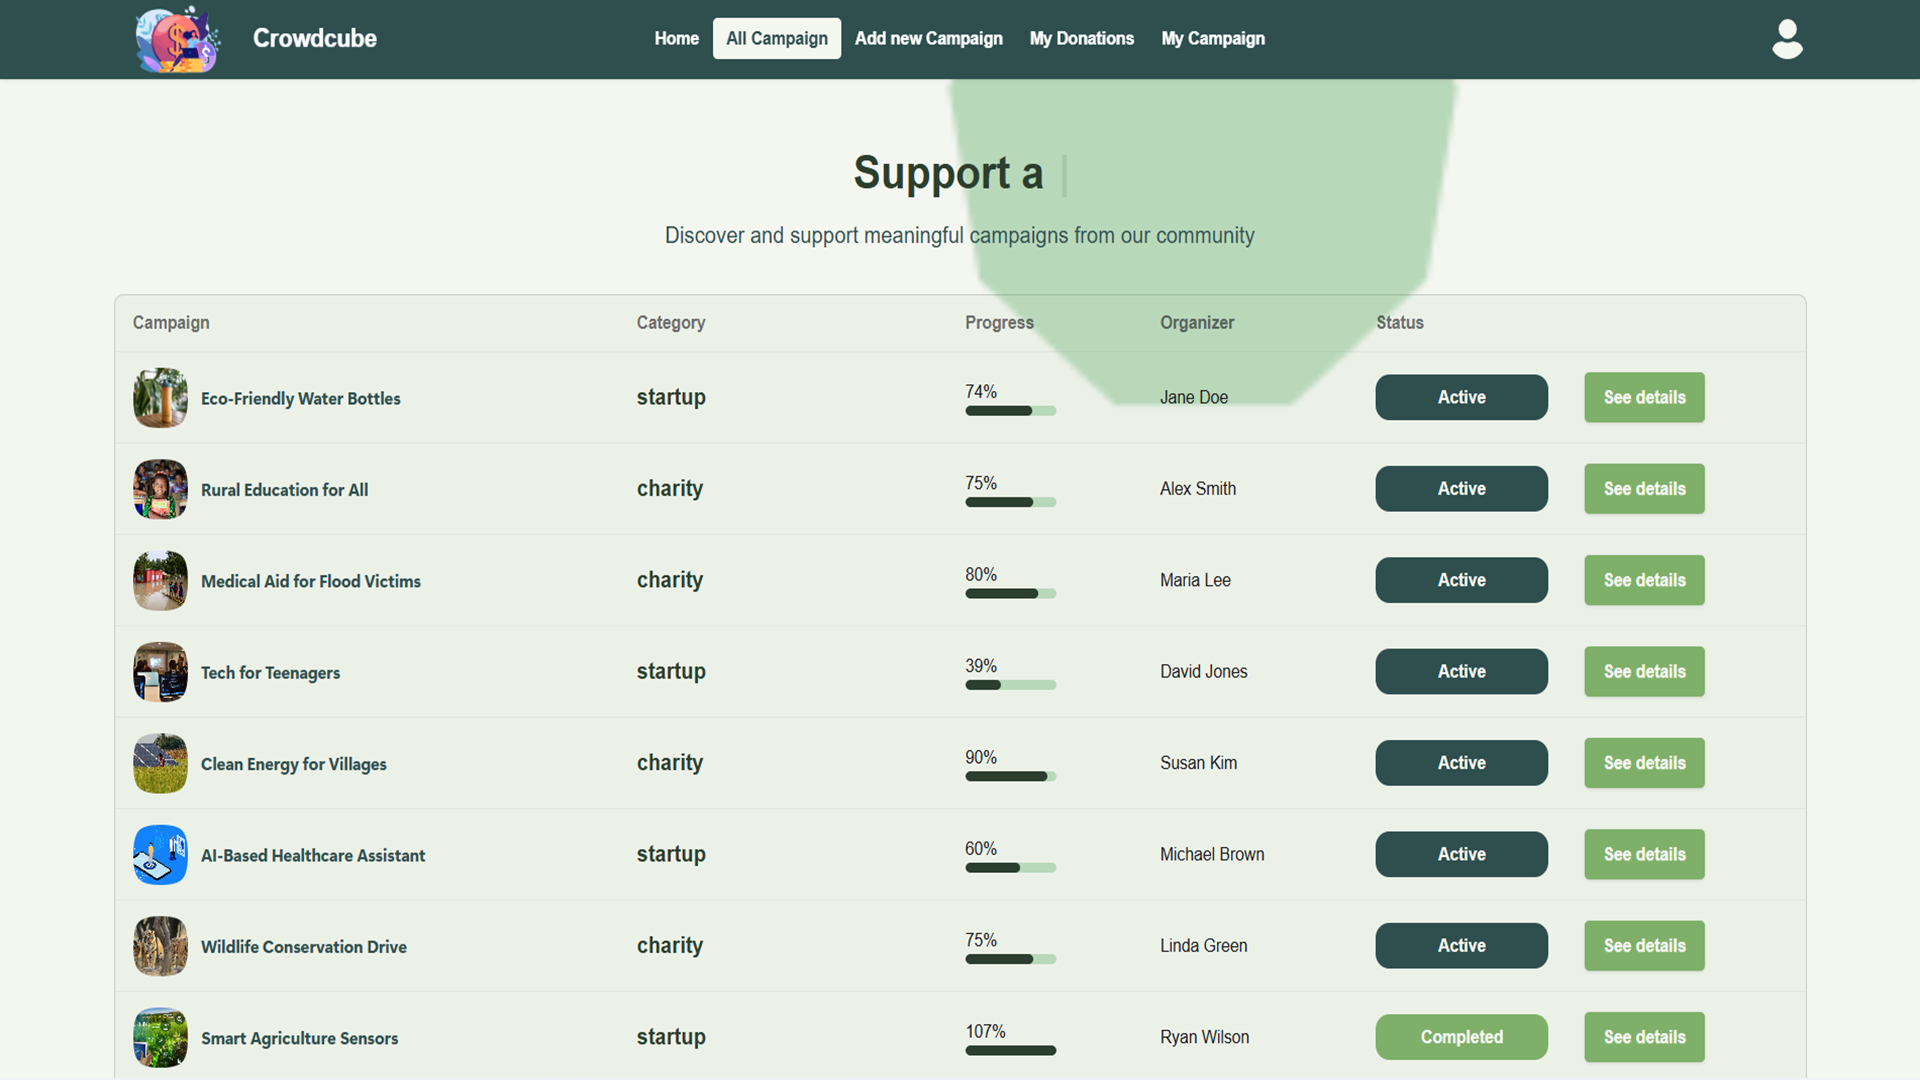 Crowdcube
Home All Campaign Add new Campaign My Donations My Campaign
Support a
Discover and support meaningful campaigns from our community
Campaign Category Progress Organizer Status
Eco-Friendly Water Bottles startup 74% Jane Doe Active See details
Rural Education for All charity 75% Alex Smith Active See details
Medical Aid for Flood Victims charity 80% Maria Lee Active See details
Tech for Teenagers startup 39% David Jones Active See details
Clean Energy for Villages charity 90% Susan Kim Active See details
AI-Based Healthcare Assistant startup 60% Michael Brown Active See details
Wildlife Conservation Drive charity 75% Linda Green Active See details
Smart Agriculture Sensors startup 107% Ryan Wilson Completed See details